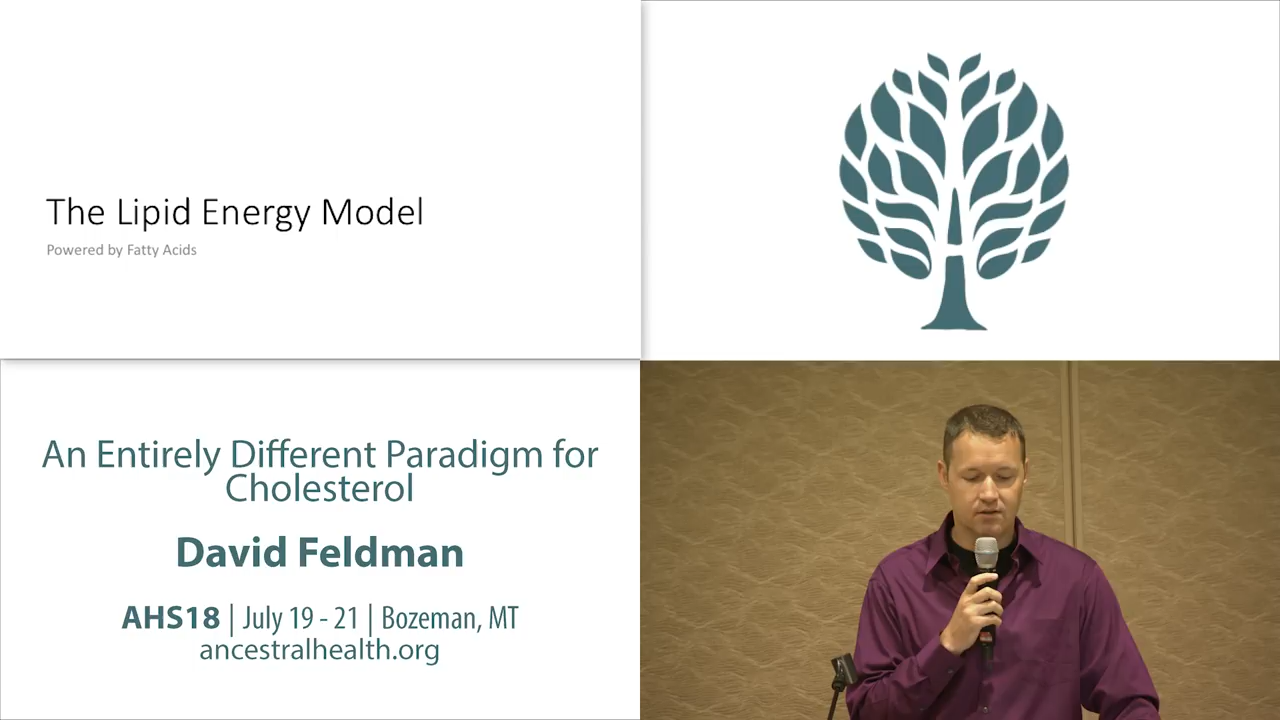 The Lipid Energy Model
Powered by Fatty Acids
An Entirely Different Paradigm for
Cholesterol
David Feldman
AHS18 | July 19 - 21 | Bozeman, MT
ancestralhealth.org